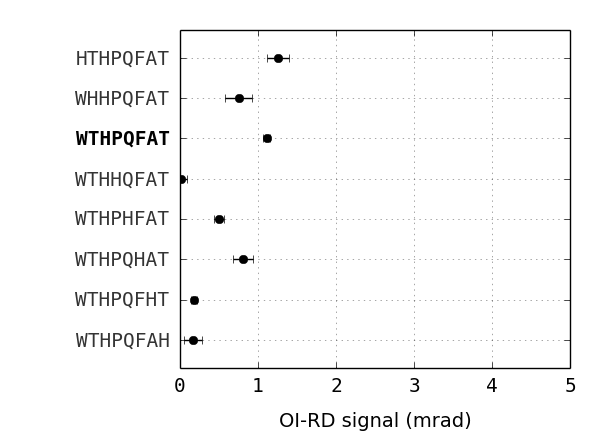 HTHPQFAT
WHHPQFAT
WTHPQFAT
WTHHQFAT
WTHPHFAT
WTHPQHAT
WTHPQFHT
WTHPQFAH
0 1 2 3 4 5
OI-RD signal (mrad)